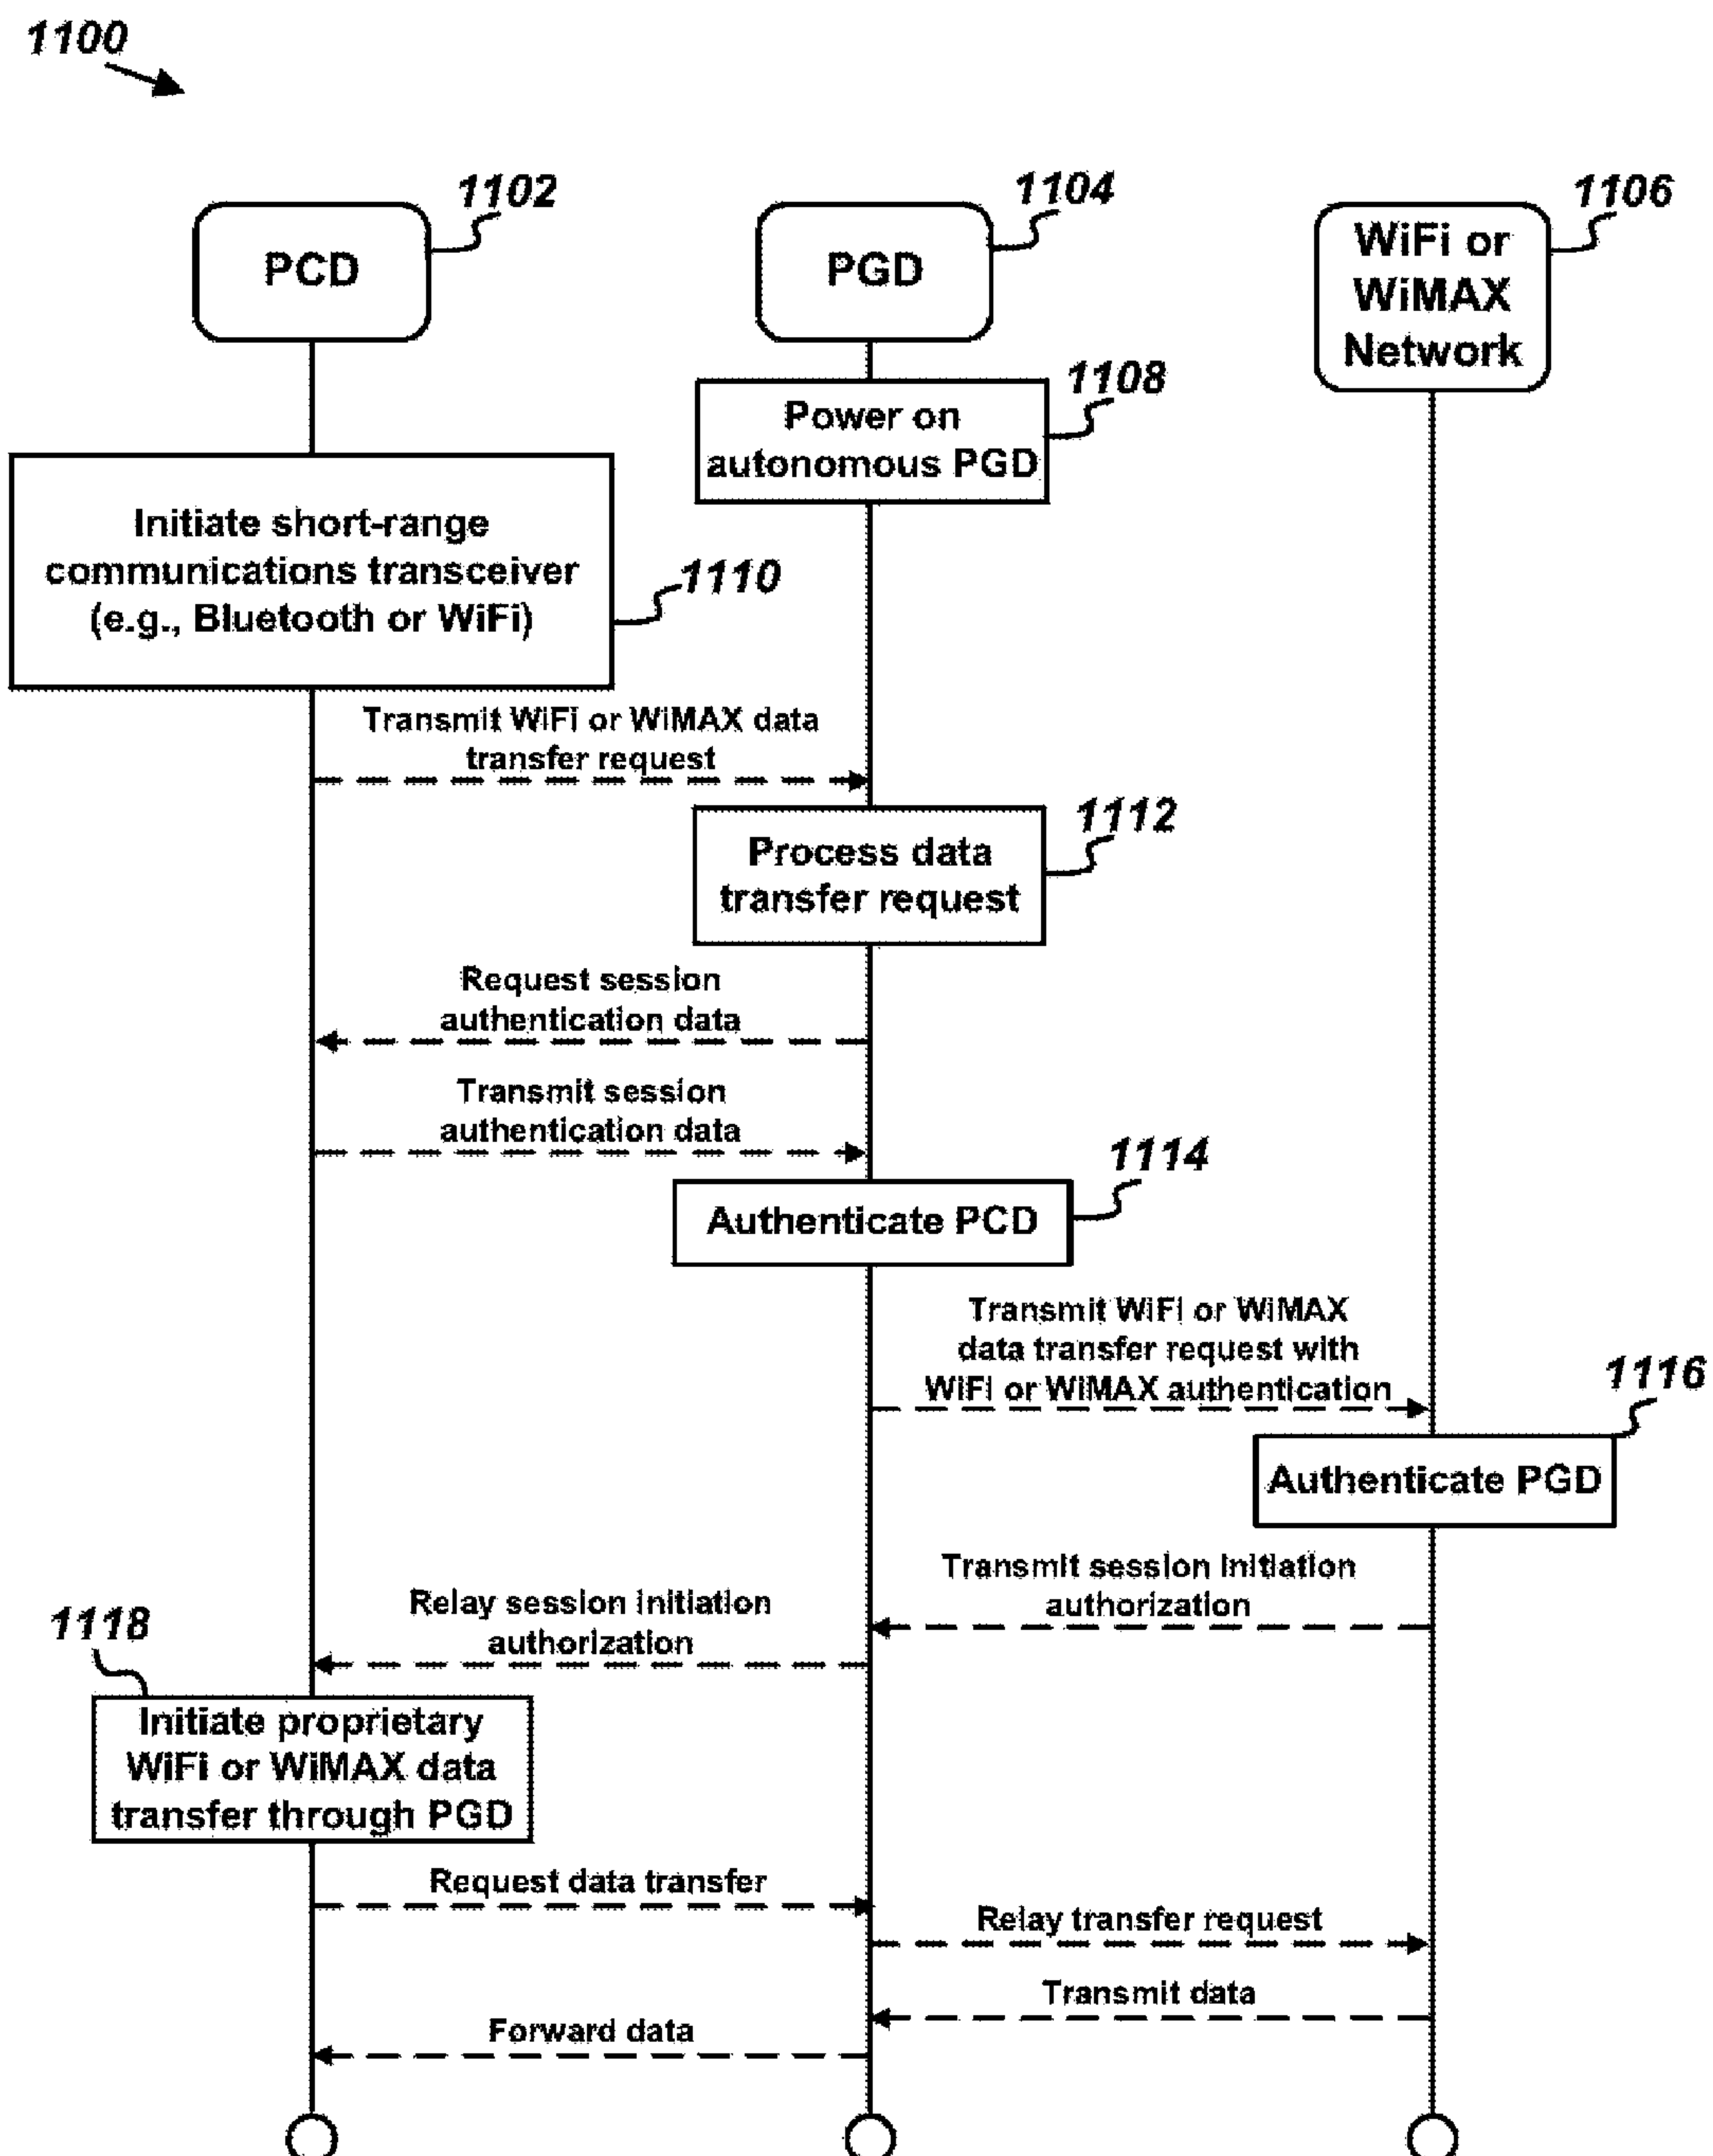 1100
1102
1104
1106
PCD
PGD
WiFi or
WiMAX
Network
1108
Power on
autonomous PGD
Initiate short-range
communications transceiver
(e.g., Bluetooth or WiFi)
1110
Transmit WiFi or WiMAX data
transfer request
1112
Process data
transfer request
Request session
authentication data
Transmit session
authentication data
1114
Authenticate PCD
Transmit WiFi or WiMAX
data transfer request with
WiFi or WiMAX authentication
1116
Authenticate PGD
Transmit session initiation
authorization
Relay session initiation
authorization
1118
Initiate proprietary
WiFi or WiMAX data
transfer through PGD
Request data transfer
Relay transfer request
Transmit data
Forward data